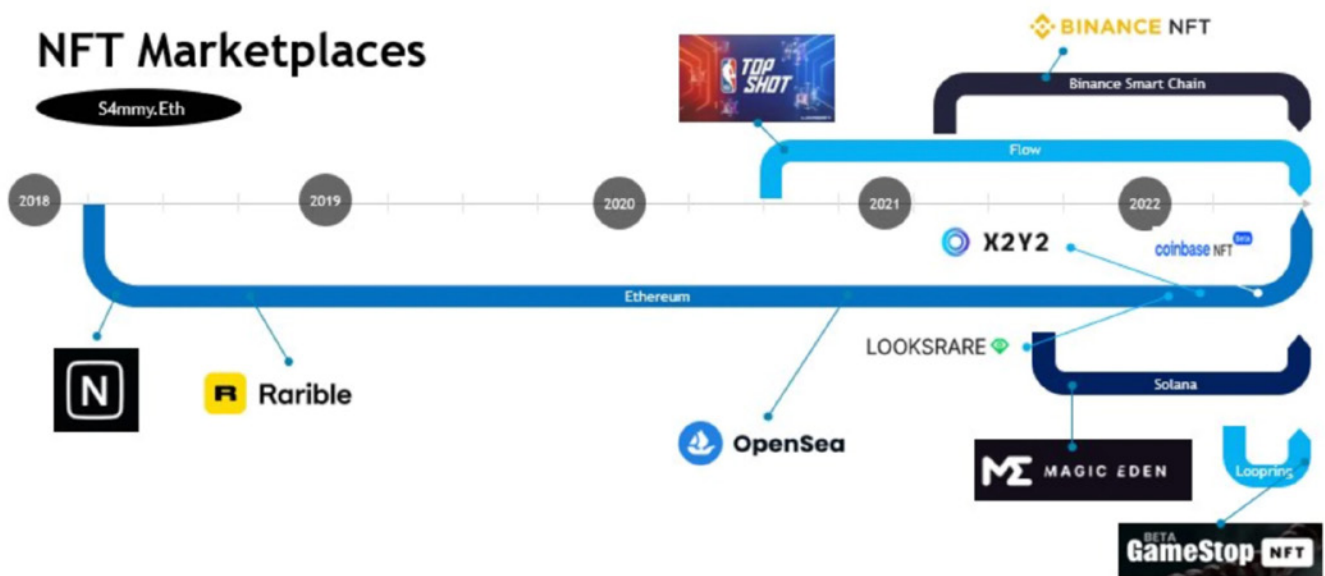 NFT Marketplaces
S4mmy.Eth
BINANCE NFT
TOP
SHOT
Binance Smart Chain
Flow
2018
2019
2020
2021
2022
X2Y2
coinbase NFT Beta
Ethereum
LOOKSRARE
N
R Rarible
OpenSea
Solana
ME MAGIC EDEN
Loopring
BETA
GameStop NFT